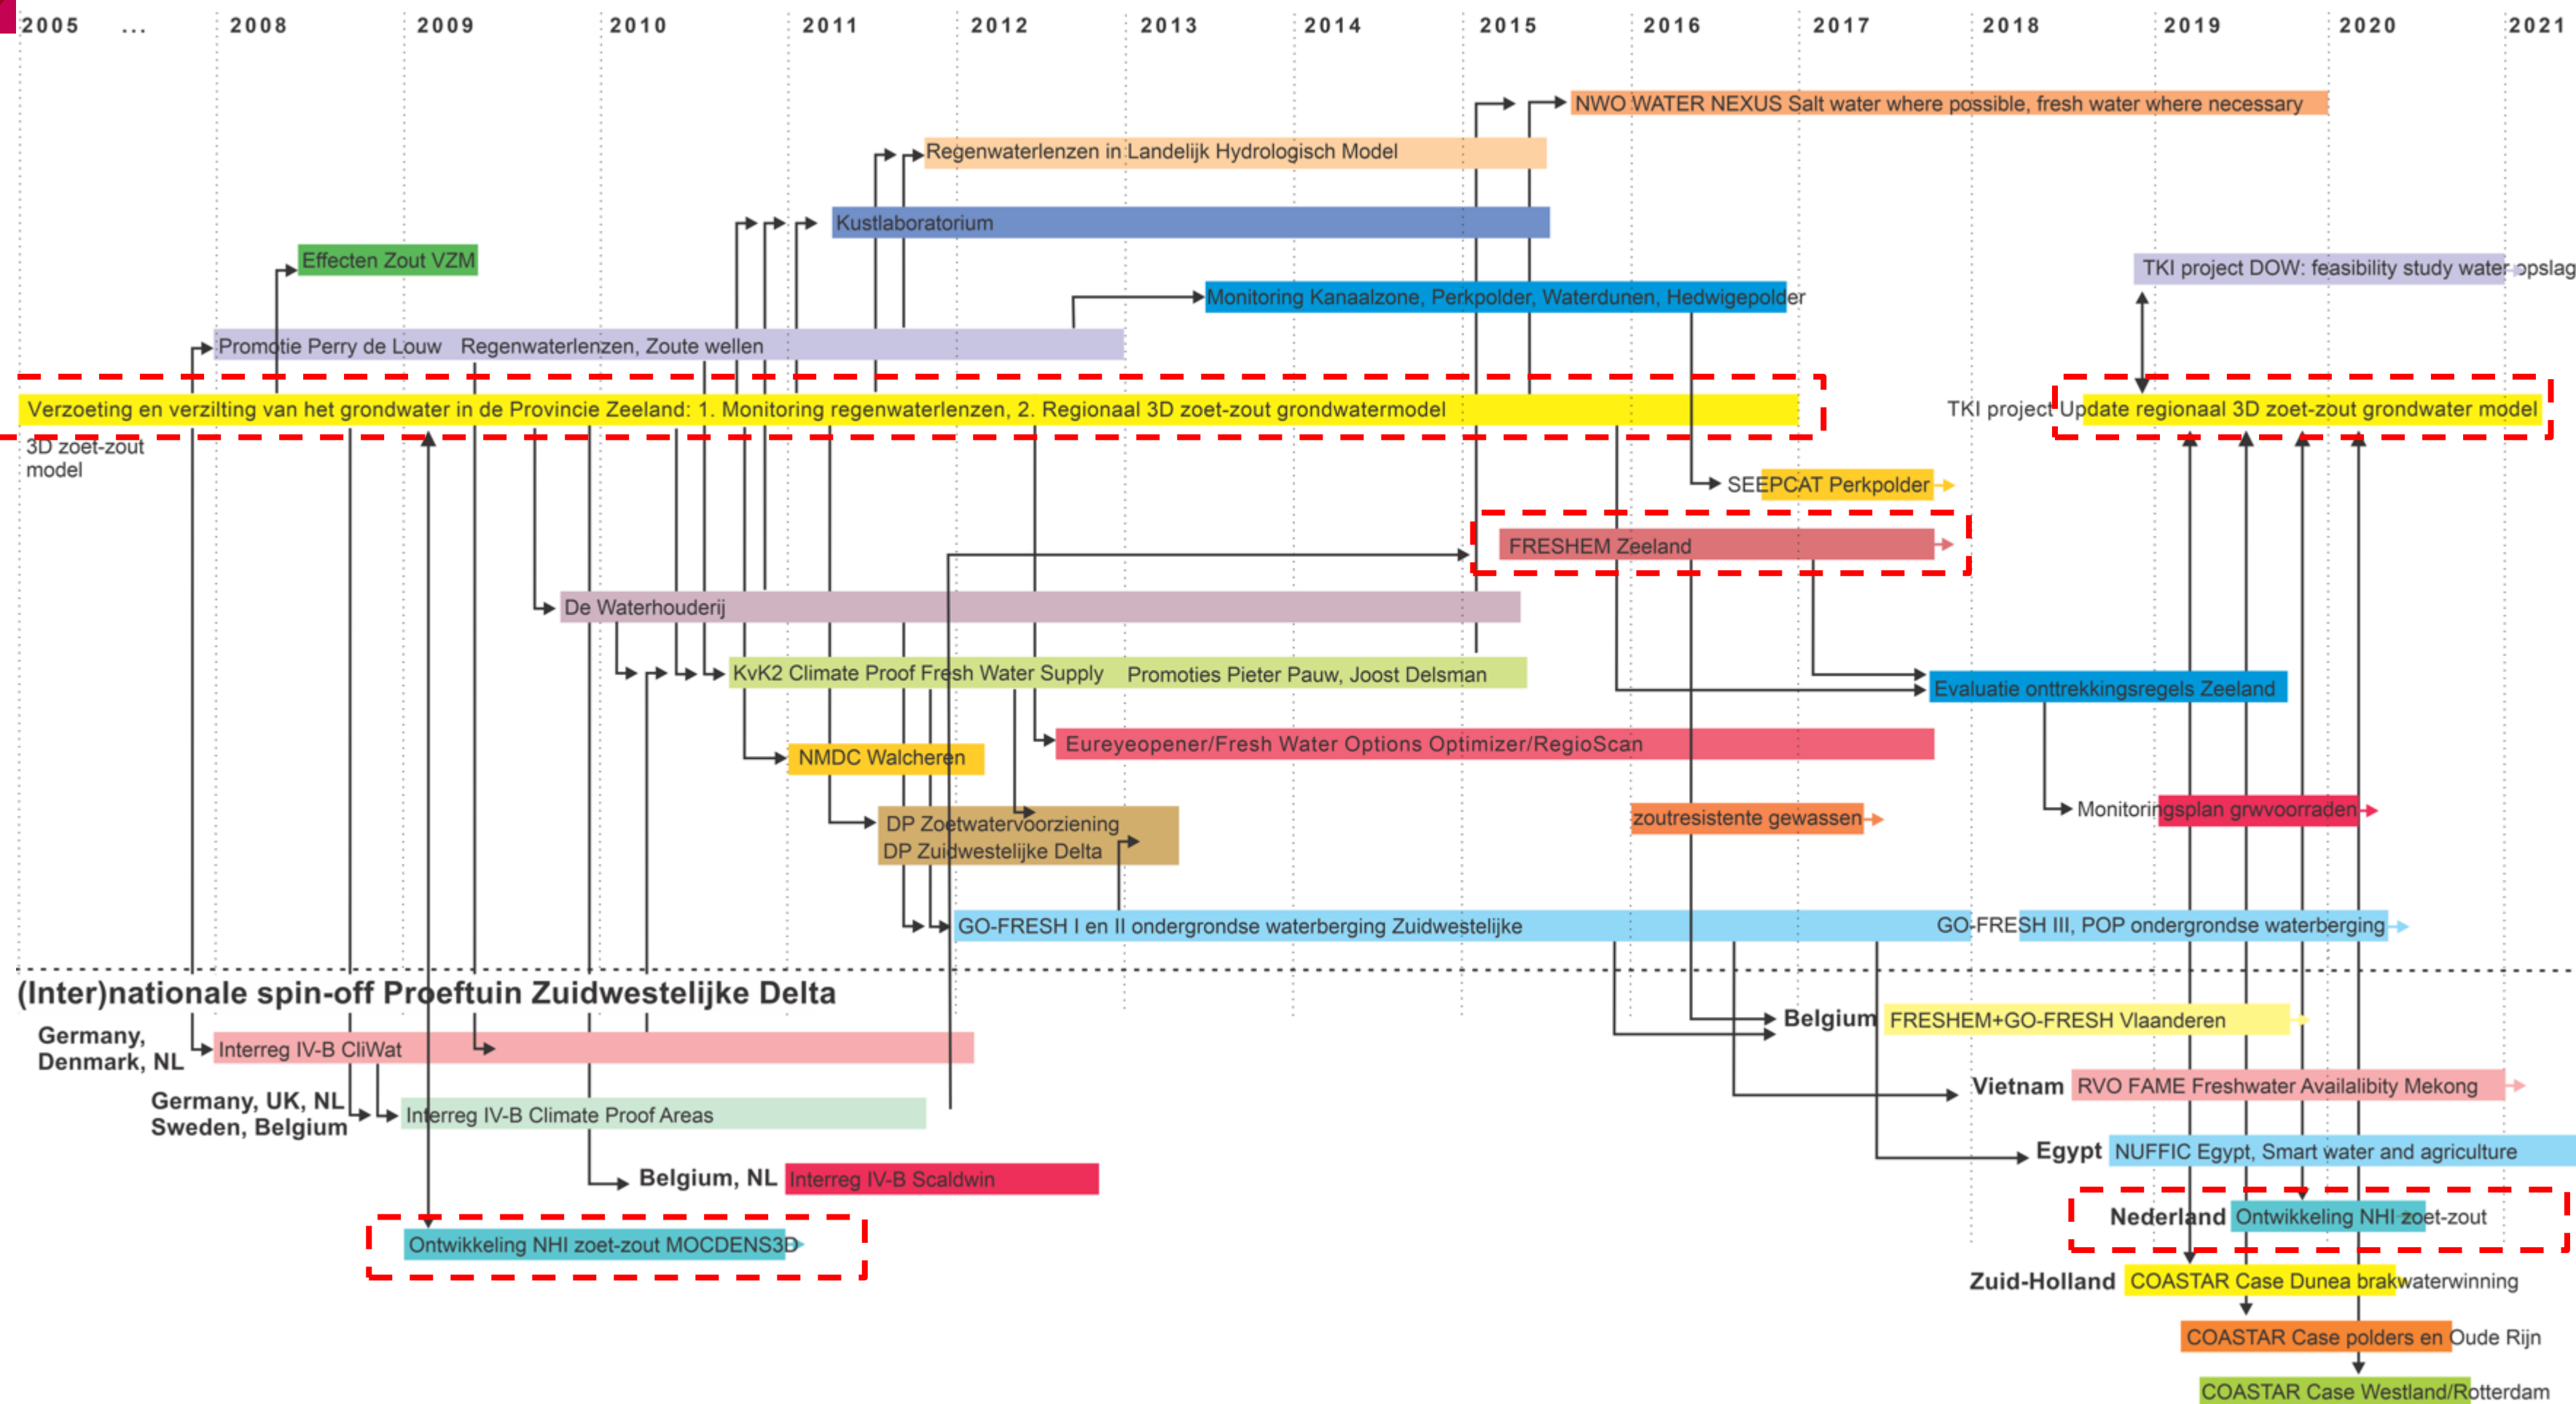 2005 ... 2008 2009 2010 2011 2012 2013 2014 2015 2016 2017 2018 2019 2020 2021
NWO WATER NEXUS Salt water where possible, fresh water where necessary
Regenwaterlenzen in Landelijk Hydrologisch Model
Kustlaboratorium
Effecten Zout VZM
TKI project DOW: feasibility study water opslag
Monitoring Kanaalzone, Perkpolder, Waterdunen, Hedwigepolder
Promotie Perry de Louw Regenwaterlenzen, Zoute wellen
Verzoeting en verzilting van het grondwater in de Provincie Zeeland: 1. Monitoring regenwaterlenzen, 2. Regionaal 3D zoet-zout grondwatermodel
TKI project Update regionaal 3D zoet-zout grondwater model
3D zoet-zout
model
SEEPCAT Perkpolder
FRESHEM Zeeland
De Waterhouderij
KvK2 Climate Proof Fresh Water Supply Promoties Pieter Pauw, Joost Delsman
Evaluatie onttrekkingsregels Zeeland
Eureyeopener/Fresh Water Options Optimizer/RegioScan
NMDC Walcheren
Monitoringsplan grwvoorraden
zoutresistente gewassen
DP Zoetwatervoorziening
DP Zuidwestelijke Delta
GO-FRESH I en II ondergrondse waterberging Zuidwestelijke
GO-FRESH III, POP ondergrondse waterberging
(Inter)nationale spin-off Proeftuin Zuidwestelijke Delta
Belgium FRESHEM+GO-FRESH Vlaanderen
Germany,
Denmark, NL
Interreg IV-B CliWat
Vietnam RVO FAME Freshwater Availalibity Mekong
Germany, UK, NL
Sweden, Belgium
Interreg IV-B Climate Proof Areas
Egypt NUFFIC Egypt, Smart water and agriculture
Belgium, NL Interreg IV-B Scaldwin
Nederland Ontwikkeling NHI zoet-zout
Ontwikkeling NHI zoet-zout MOCDENS3D
Zuid-Holland COASTAR Case Dunea brakwaterwinning
COASTAR Case polders en Oude Rijn
COASTAR Case Westland/Rotterdam